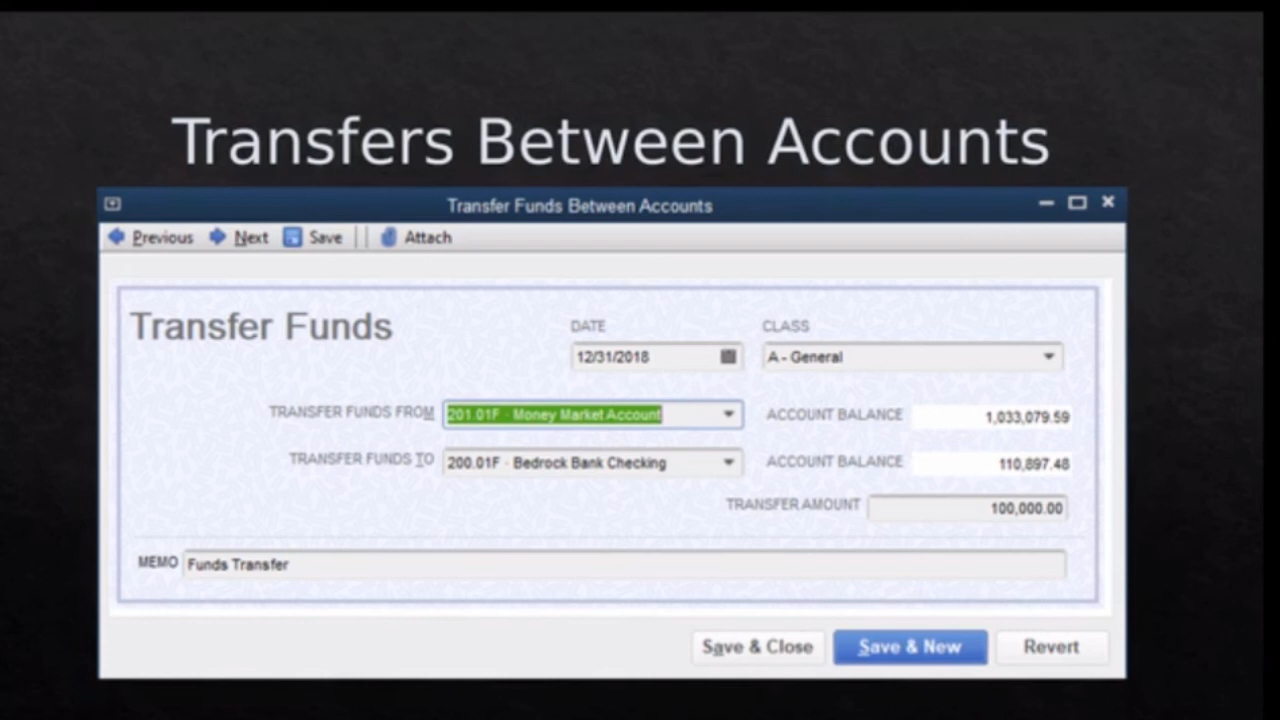 Transfers Between Accounts
Transfer Funds Between Accounts
Previous Next Save Attach
Transfer Funds
DATE CLASS
12/31/2018 A - General
TRANSFER FUNDS FROM 201.01F · Money Market Account ACCOUNT BALANCE 1,033,079.59
TRANSFER FUNDS TO 200.01F · Bedrock Bank Checking ACCOUNT BALANCE 110,897.48
TRANSFER AMOUNT 100,000.00
MEMO Funds Transfer
Save & Close Save & New Revert